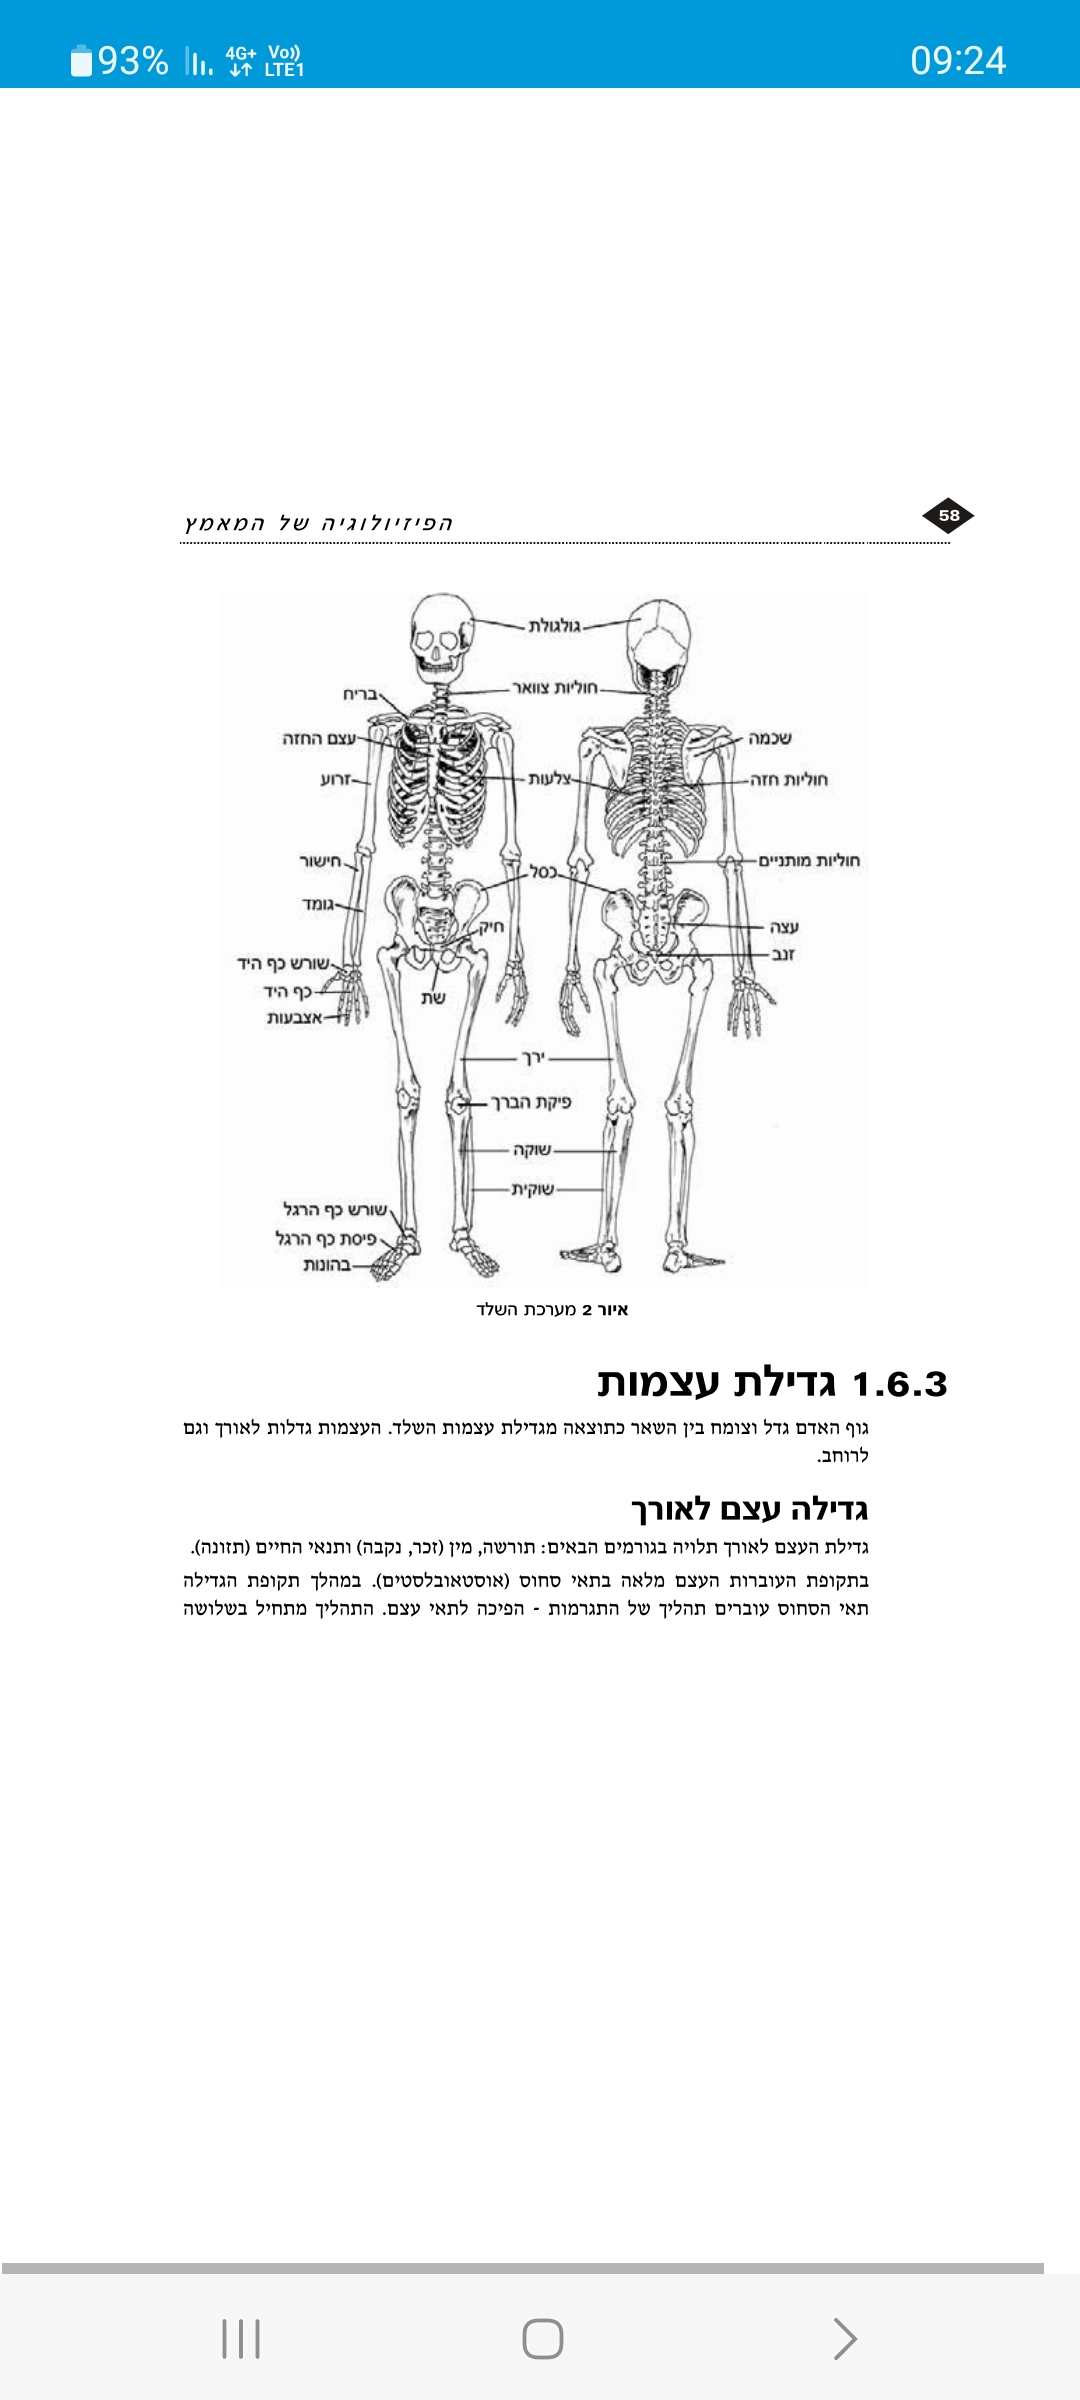 93% 4G+ Vo)) LTE1 09:24
58
הפיזיולוגיה של המאמץ
גולגולת
חוליות צוואר
בריח
עצם החזה
שכמה
זרוע
צלעות
חוליות חזה
חישור
חוליות מותניים
כסל
גומד
חיק
עצה
זנב
שורש כף היד
כף היד
שת
אצבעות
ירך
פיקת הברך
שוקה
שוקית
שורש כף הרגל
פיסת כף הרגל
בהונות
איור 2 מערכת השלד
1.6.3 גדילת עצמות
גוף האדם גדל וצומח בין השאר כתוצאה מגדילת עצמות השלד. העצמות גדלות לאורך וגם
לרוחב.
גדילה עצם לאורך
גדילת העצם לאורך תלויה בגורמים הבאים: תורשה, מין (זכר, נקבה) ותנאי החיים (תזונה).
בתקופת העוברות העצם מלאה בתאי סחוס (אוסטאובלסטים). במהלך תקופת הגדילה
תאי הסחוס עוברים תהליך של התגרמות - הפיכה לתאי עצם. התהליך מתחיל בשלושה